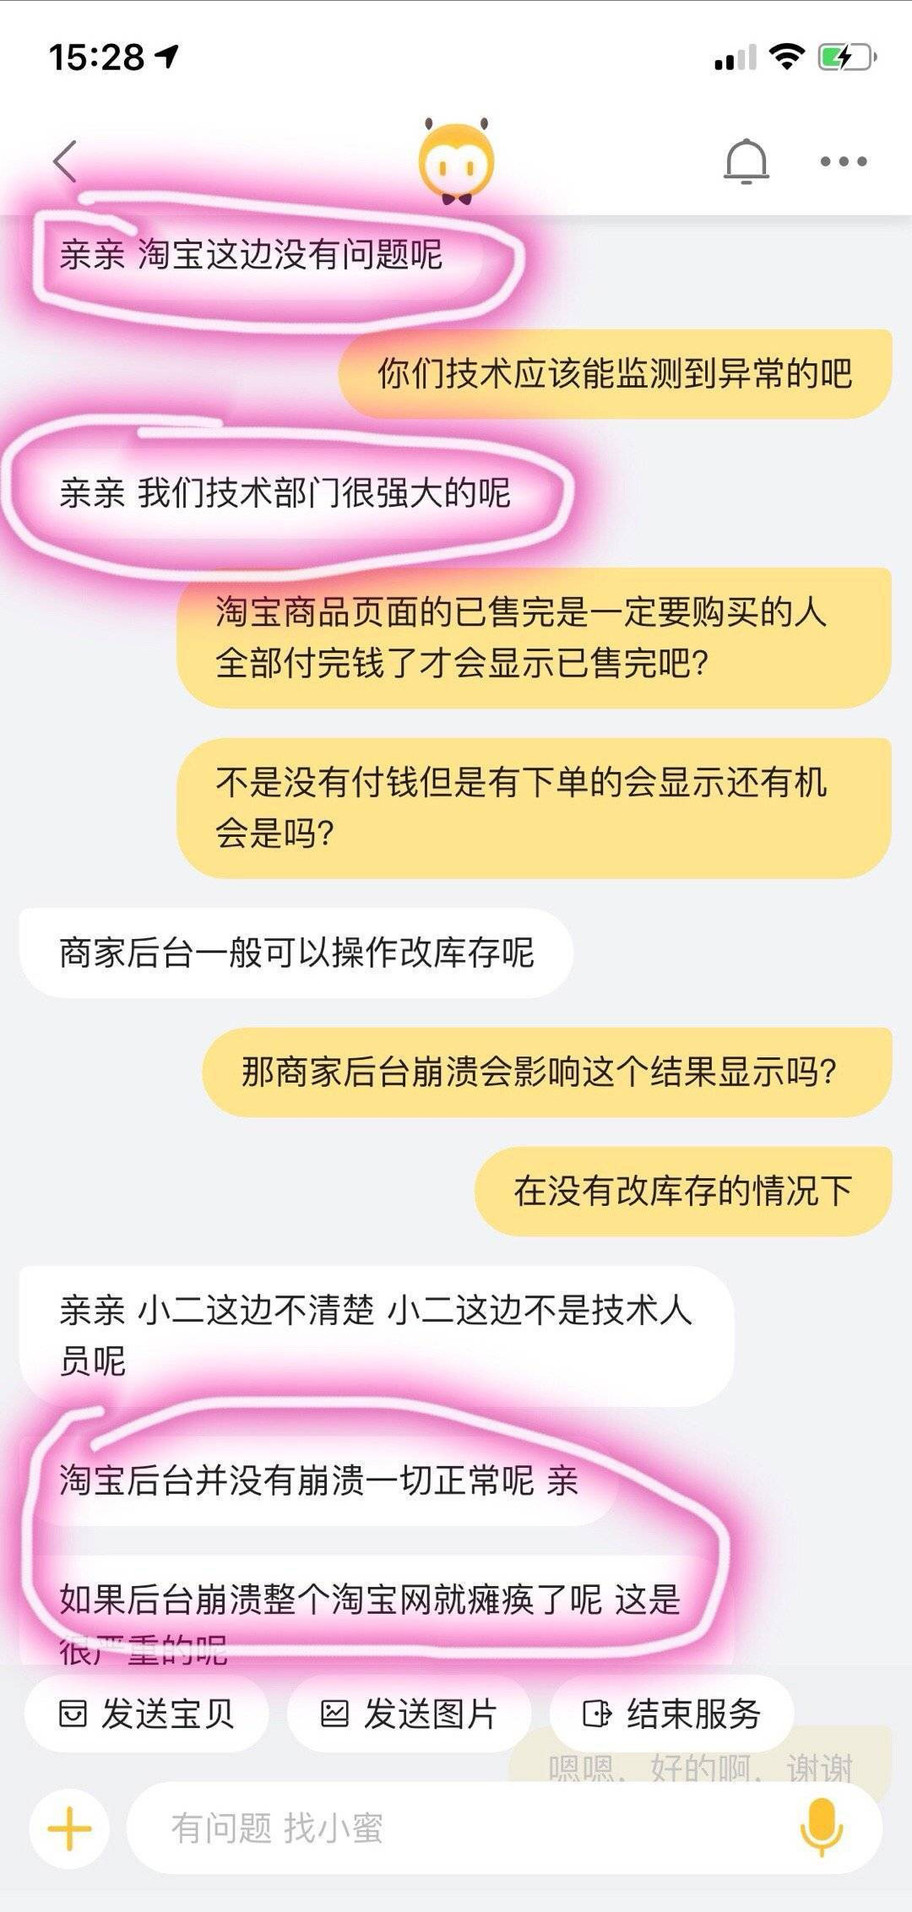 15:28
亲亲 淘宝这边没有问题呢
你们技术应该能监测到异常的吧
亲亲 我们技术部门很强大的呢
淘宝商品页面的已售完是一定要购买的人
全部付完钱了才会显示已售完吧?
不是没有付钱但是有下单的会显示还有机
会是吗?
商家后台一般可以操作改库存呢
那商家后台崩溃会影响这个结果显示吗?
在没有改库存的情况下
亲亲 小二这边不清楚 小二这边不是技术人
员呢
淘宝后台并没有崩溃一切正常呢 亲
如果后台崩溃整个淘宝网就瘫痪了呢 这是
很严重的呢
发送宝贝 发送图片 结束服务
嗯嗯，好的啊，谢谢
有问题 找小蜜